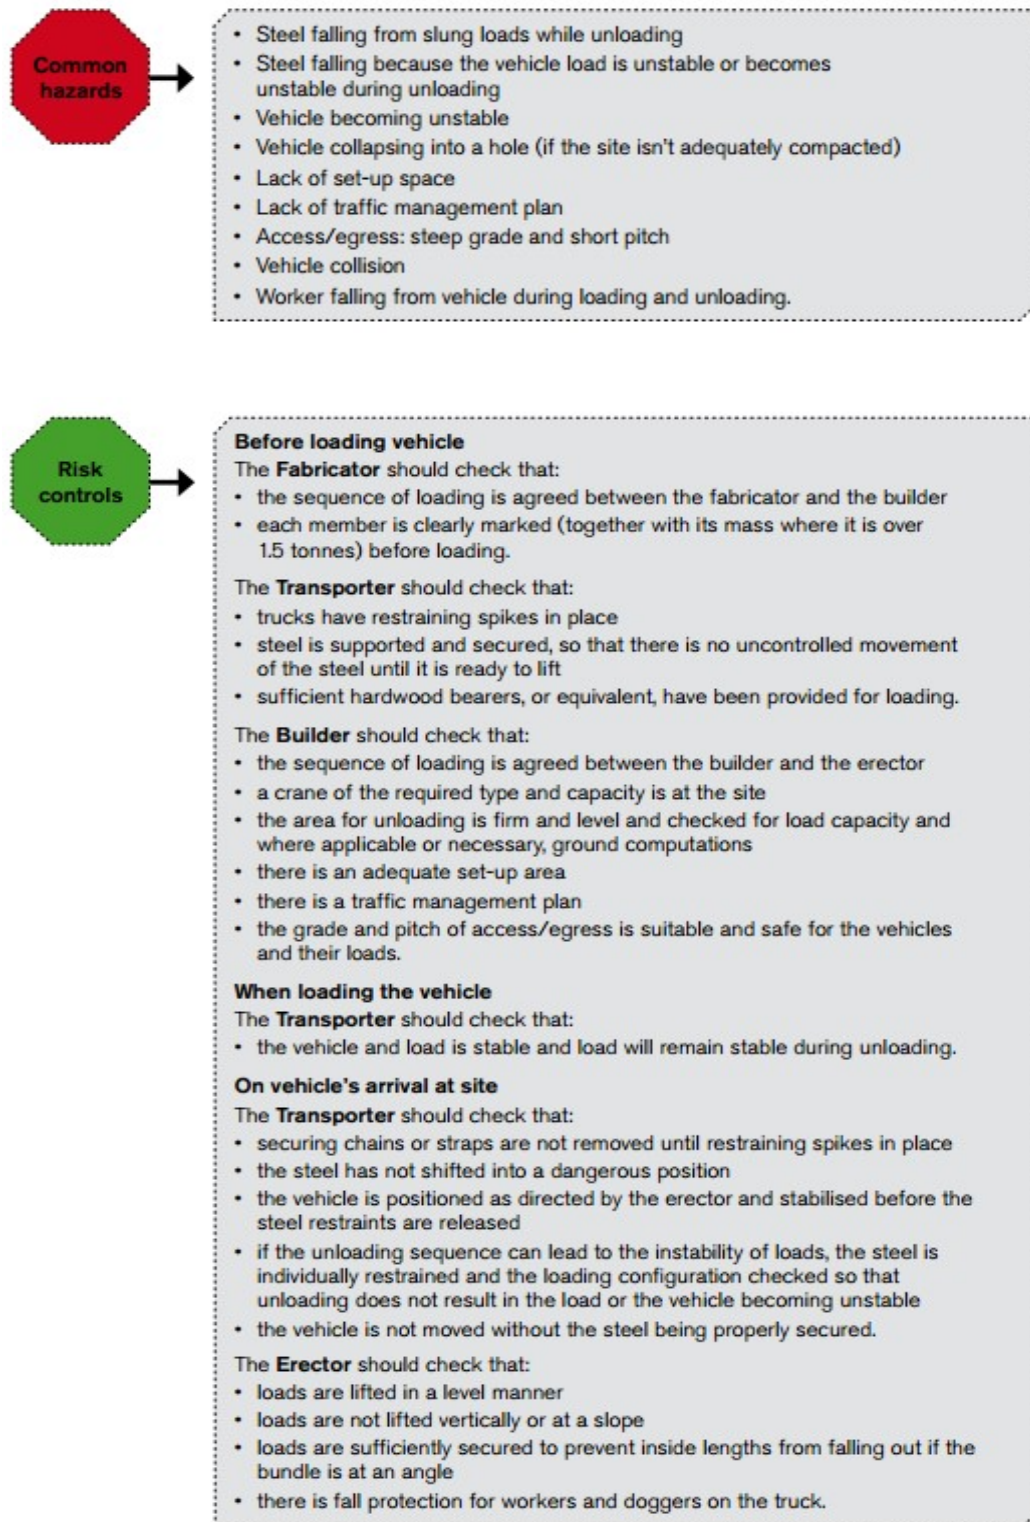 Common
hazards
• Steel falling from slung loads while unloading
• Steel falling because the vehicle load is unstable or becomes
unstable during unloading
• Vehicle becoming unstable
• Vehicle collapsing into a hole (if the site isn't adequately compacted)
• Lack of set-up space
• Lack of traffic management plan
• Access/egress: steep grade and short pitch
• Vehicle collision
• Worker falling from vehicle during loading and unloading.
Risk
controls
Before loading vehicle
The Fabricator should check that:
• the sequence of loading is agreed between the fabricator and the builder
• each member is clearly marked (together with its mass where it is over
1.5 tonnes) before loading.
The Transporter should check that:
• trucks have restraining spikes in place
• steel is supported and secured, so that there is no uncontrolled movement
of the steel until it is ready to lift
• sufficient hardwood bearers, or equivalent, have been provided for loading.
The Builder should check that:
• the sequence of loading is agreed between the builder and the erector
• a crane of the required type and capacity is at the site
• the area for unloading is firm and level and checked for load capacity and
where applicable or necessary, ground computations
• there is an adequate set-up area
• there is a traffic management plan
• the grade and pitch of access/egress is suitable and safe for the vehicles
and their loads.
When loading the vehicle
The Transporter should check that:
• the vehicle and load is stable and load will remain stable during unloading.
On vehicle's arrival at site
The Transporter should check that:
• securing chains or straps are not removed until restraining spikes in place
• the steel has not shifted into a dangerous position
• the vehicle is positioned as directed by the erector and stabilised before the
steel restraints are released
• if the unloading sequence can lead to the instability of loads, the steel is
individually restrained and the loading configuration checked so that
unloading does not result in the load or the vehicle becoming unstable
• the vehicle is not moved without the steel being properly secured.
The Erector should check that:
• loads are lifted in a level manner
• loads are not lifted vertically or at a slope
• loads are sufficiently secured to prevent inside lengths from falling out if the
bundle is at an angle
• there is fall protection for workers and doggers on the truck.